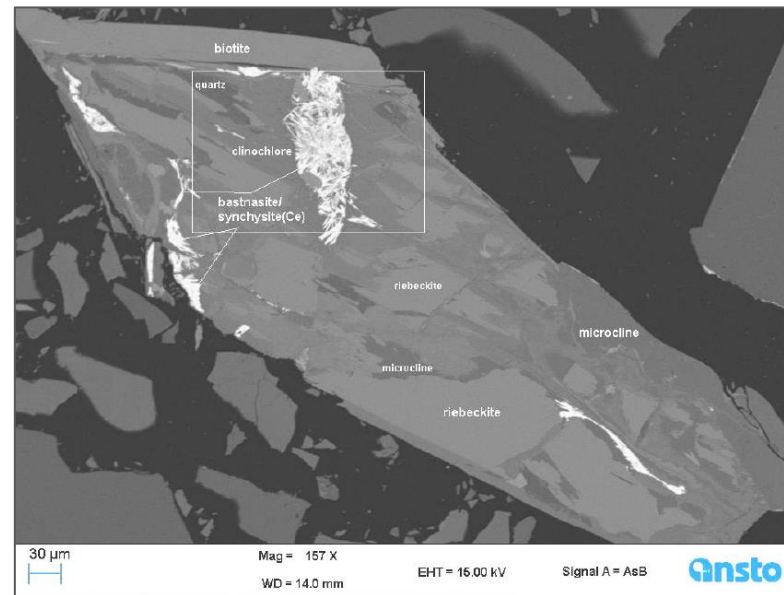 biotite
quartz
clinochlore
bastnasite/
synchysite(Ce)
riebeckite
microcline
microcline
riebeckite
30 µm
Mag = 157 X
WD = 14.0 mm
EHT = 15.00 kV
Signal A = AsB
ansto